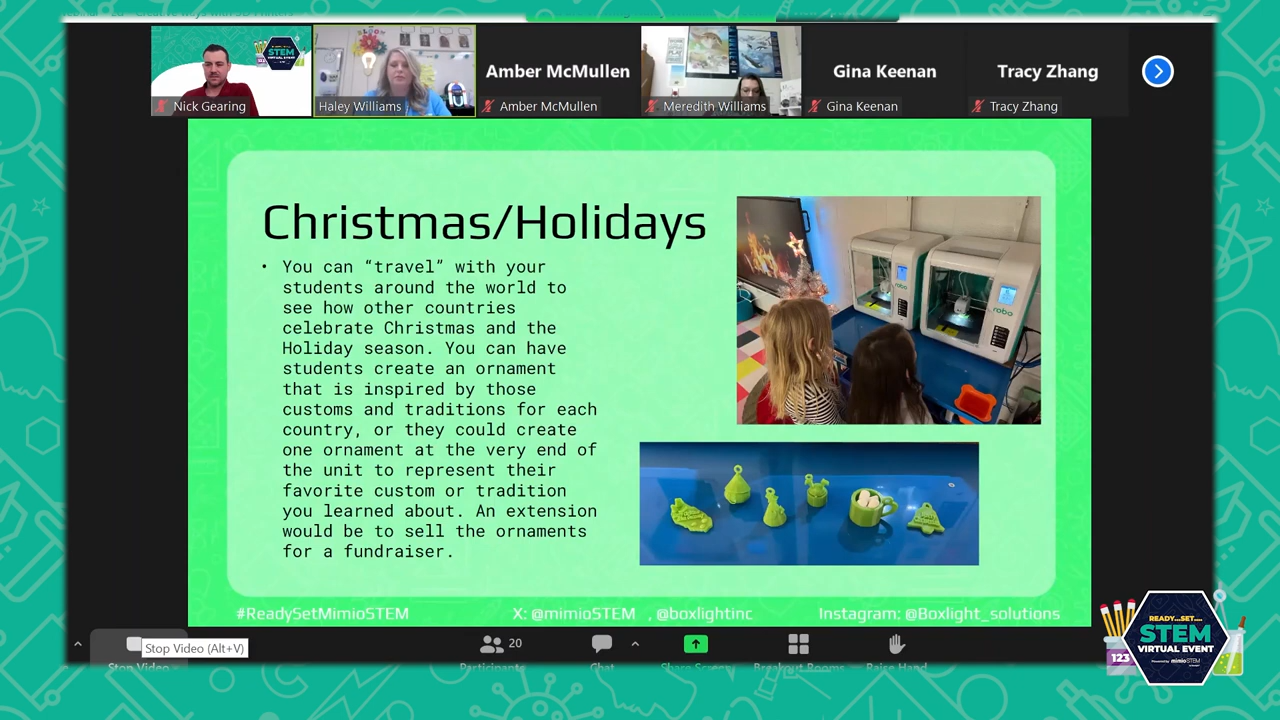 STEM
VIRTUAL EVENT
BLOOM
Amber McMullen
Gina Keenan
Tracy Zhang
Nick Gearing
Haley Williams
Amber McMullen
Meredith Williams
Gina Keenan
Tracy Zhang
Christmas/Holidays
• You can “travel” with your
students around the world to
see how other countries
celebrate Christmas and the
Holiday season. You can have
students create an ornament
that is inspired by those
customs and traditions for each
country, or they could create
one ornament at the very end of
the unit to represent their
favorite custom or tradition
you learned about. An extension
would be to sell the ornaments
for a fundraiser.
robo
robo
#ReadySetMimioSTEM X: @mimioSTEM , @boxlightinc Instagram: @Boxlight_solutions
Stop Video (Alt+V)
20
Stop Video
Participants
Chat
Share Screen
Breakout Rooms
Raise Hand
READY...SET....
STEM
VIRTUAL EVENT
Presented by mimioSTEM
123